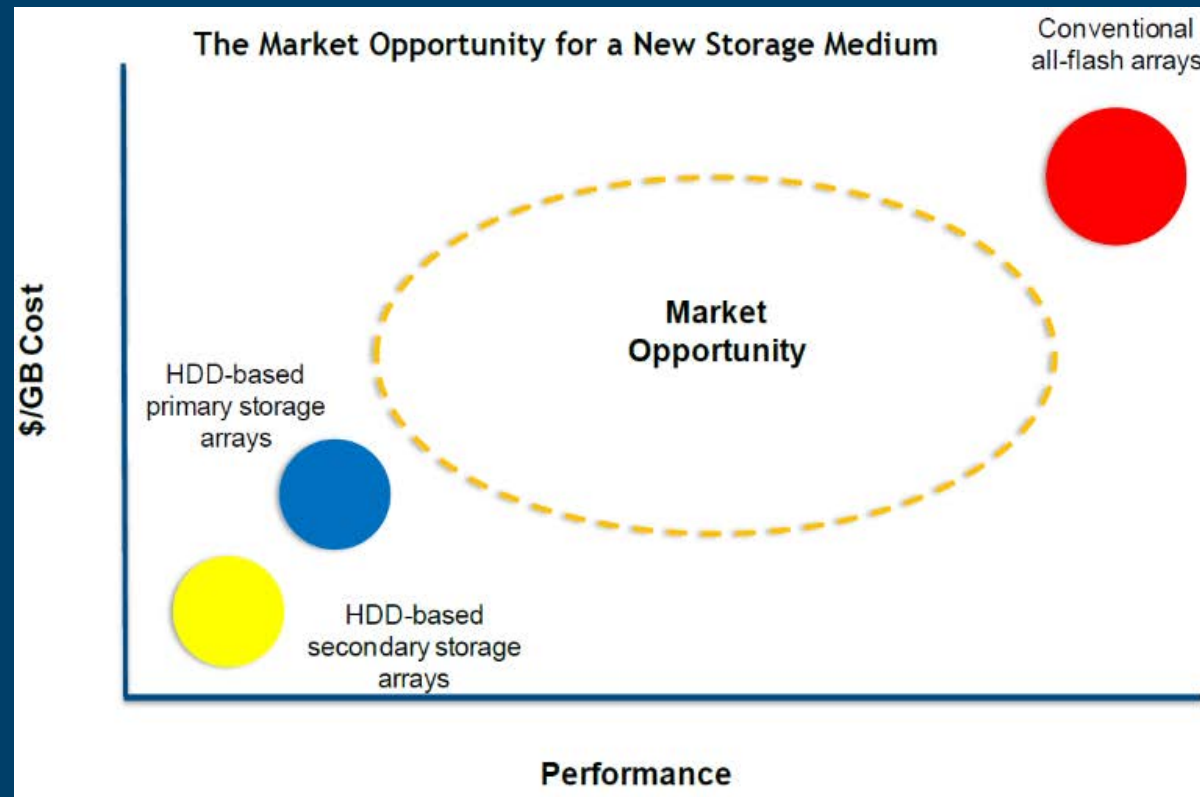 The Market Opportunity for a New Storage Medium
Conventional
all-flash arrays
$/GB Cost
Market
Opportunity
HDD-based
primary storage
arrays
HDD-based
secondary storage
arrays
Performance